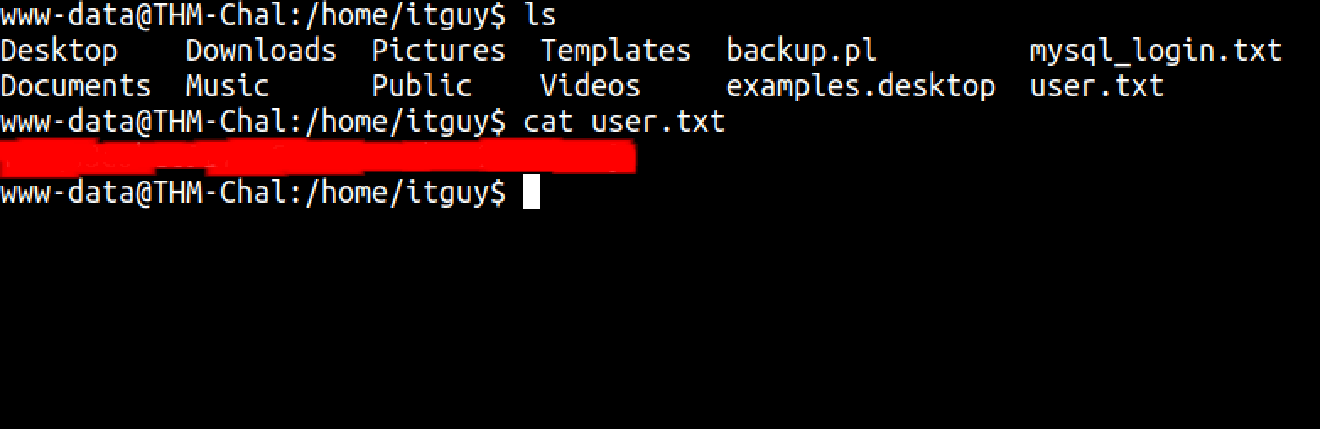 www-data@THM-Chal:/home/itguy$ ls
Desktop Downloads Pictures Templates backup.pl mysql_login.txt
Documents Music Public Videos examples.desktop user.txt
www-data@THM-Chal:/home/itguy$ cat user.txt
www-data@THM-Chal:/home/itguy$